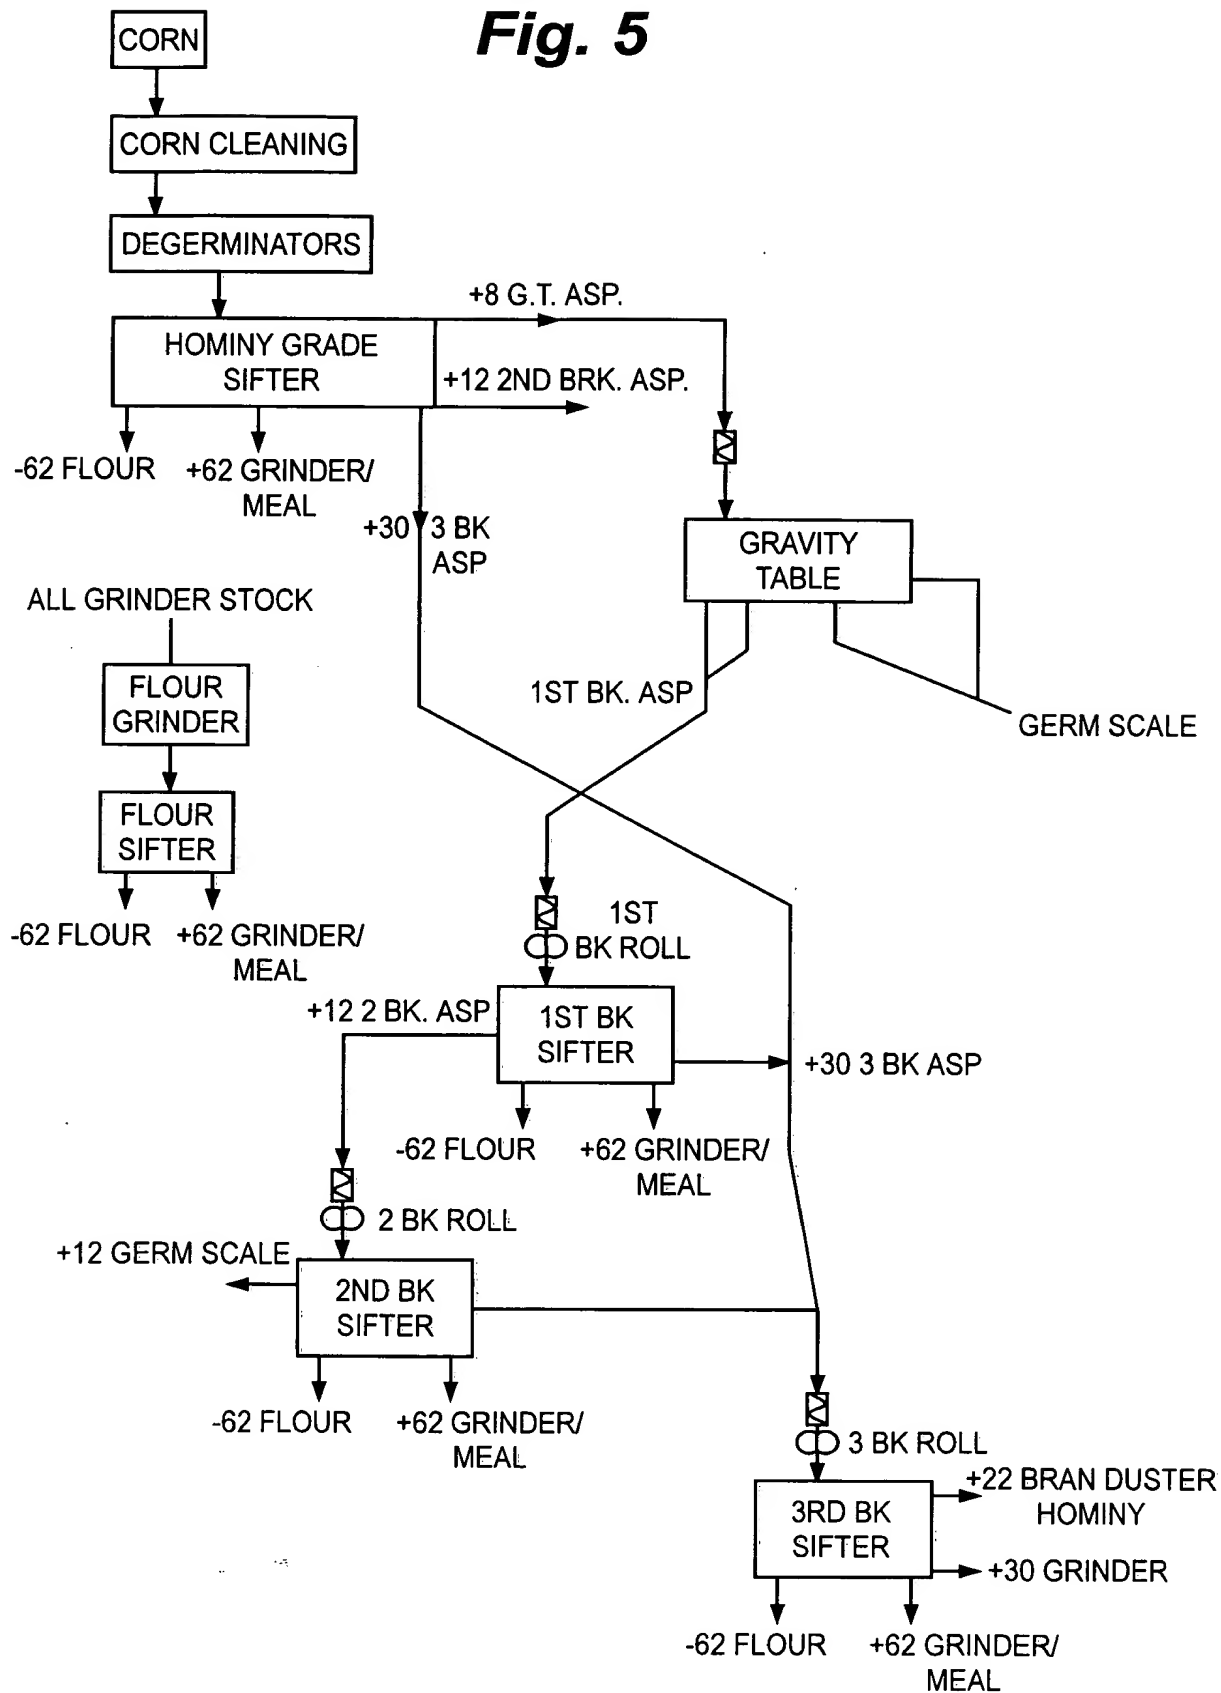 Fig. 5
CORN
CORN CLEANING
DEGERMINATORS
+8 G.T. ASP.
HOMINY GRADE
SIFTER
+12 2ND BRK. ASP.
-62 FLOUR
+62 GRINDER/
MEAL
+30 3 BK
ASP
GRAVITY
TABLE
ALL GRINDER STOCK
FLOUR
GRINDER
1ST BK. ASP
GERM SCALE
FLOUR
SIFTER
-62 FLOUR
+62 GRINDER/
MEAL
1ST
BK ROLL
+12 2 BK. ASP
1ST BK
SIFTER
+30 3 BK ASP
-62 FLOUR
+62 GRINDER/
MEAL
2 BK ROLL
+12 GERM SCALE
2ND BK
SIFTER
-62 FLOUR
+62 GRINDER/
MEAL
3 BK ROLL
+22 BRAN DUSTER
HOMINY
3RD BK
SIFTER
+30 GRINDER
-62 FLOUR
+62 GRINDER/
MEAL